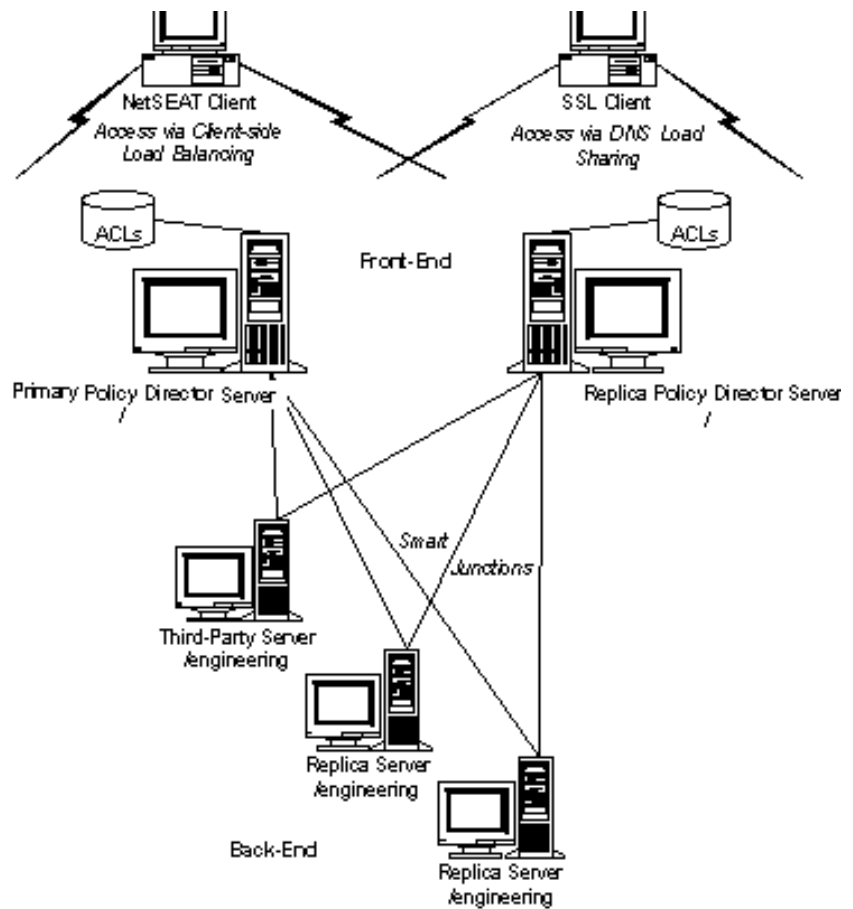 NetSEAT Client
Access via Client-side
Load Balancing
SSL Client
Access via DNS Load
Sharing
ACLs
ACLs
Front-End
Primary Policy Director Server
/
Replica Policy Director Server
/
Smart
Junctions
Third-Party Server
/engineering
Replica Server
/engineering
Back-End
Replica Server
/engineering